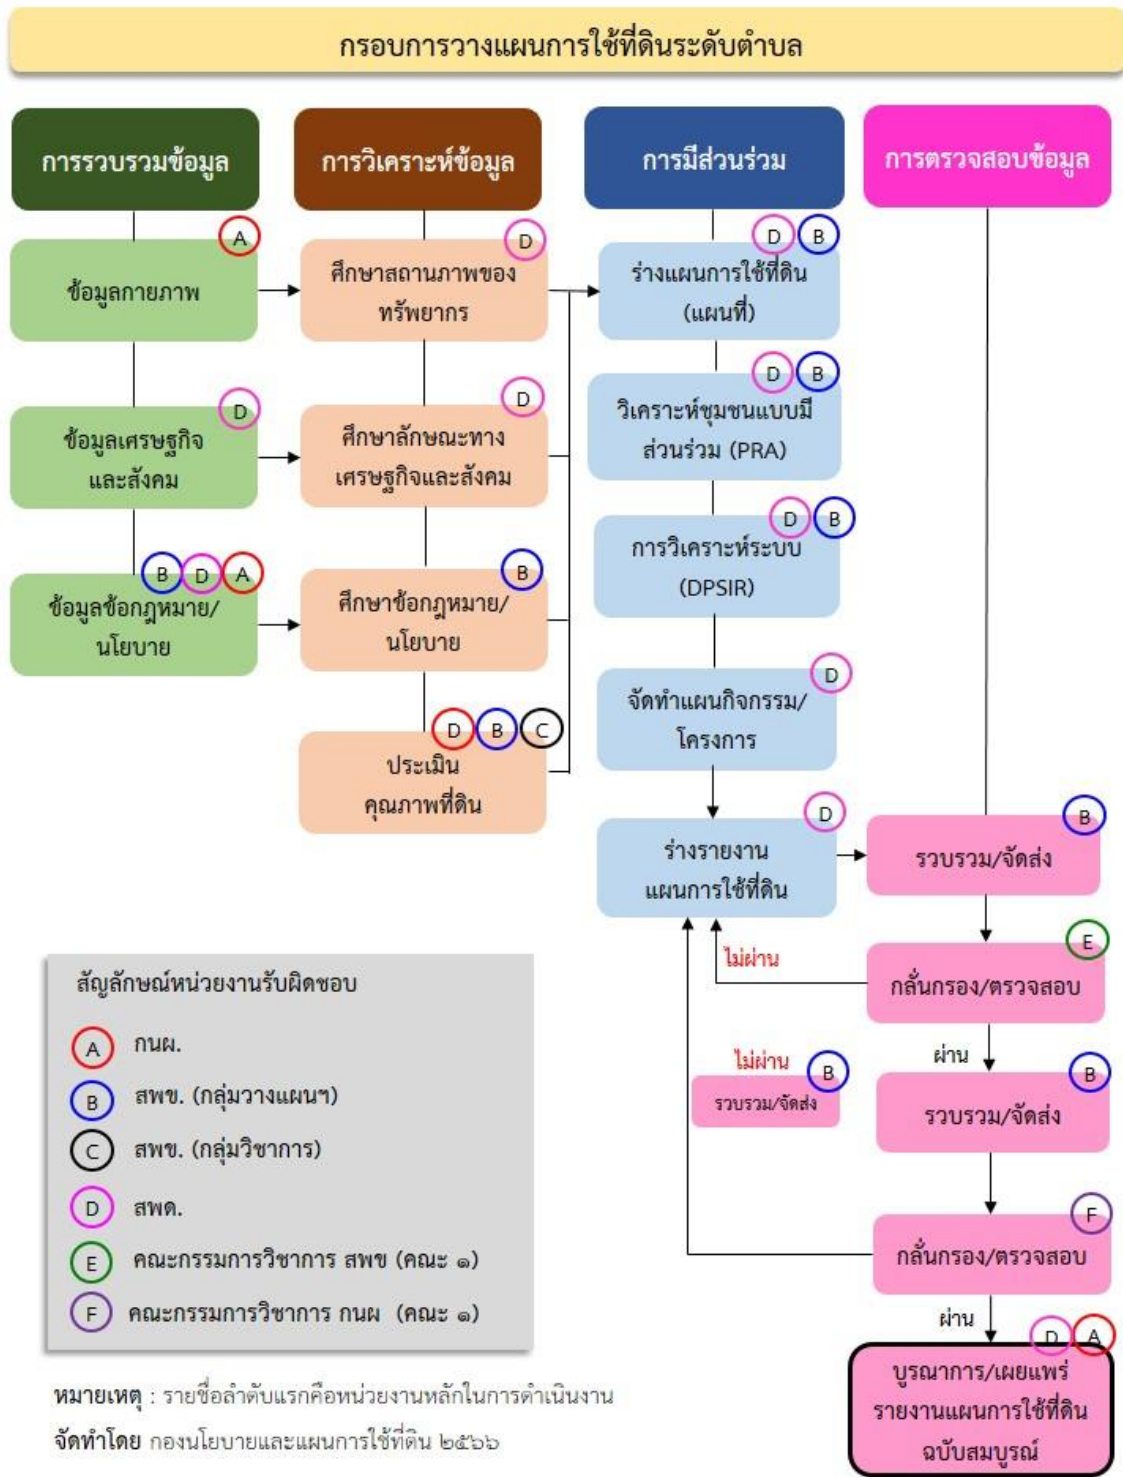 กรอบการวางแผนการใช้ที่ดินระดับตำบล
การรวบรวมข้อมูล
A
ข้อมูลกายภาพ
D
ข้อมูลเศรษฐกิจ
และสังคม
B D A
ข้อมูลข้อกฎหมาย/
นโยบาย
การวิเคราะห์ข้อมูล
D
ศึกษาสถานภาพของ
ทรัพยากร
D
ศึกษาลักษณะทาง
เศรษฐกิจและสังคม
B
ศึกษาข้อกฎหมาย/
นโยบาย
D B C
ประเมิน
คุณภาพที่ดิน
การมีส่วนร่วม
D B
ร่างแผนการใช้ที่ดิน
(แผนที่)
D B
วิเคราะห์ชุมชนแบบมี
ส่วนร่วม (PRA)
D B
การวิเคราะห์ระบบ
(DPSIR)
D
จัดทำแผนกิจกรรม/
โครงการ
D
ร่างรายงาน
แผนการใช้ที่ดิน
การตรวจสอบข้อมูล
B
รวบรวม/จัดส่ง
E
กลั่นกรอง/ตรวจสอบ
ไม่ผ่าน
ผ่าน
B
รวบรวม/จัดส่ง
F
กลั่นกรอง/ตรวจสอบ
ไม่ผ่าน
B
รวบรวม/จัดส่ง
ผ่าน
D A
บูรณาการ/เผยแพร่
รายงานแผนการใช้ที่ดิน
ฉบับสมบูรณ์
สัญลักษณ์หน่วยงานรับผิดชอบ
A กนผ.
B สพข. (กลุ่มวางแผนฯ)
C สพข. (กลุ่มวิชาการ)
D สพด.
E คณะกรรมการวิชาการ สพข (คณะ ๑)
F คณะกรรมการวิชาการ กนผ (คณะ ๑)
หมายเหตุ : รายชื่อลำดับแรกคือหน่วยงานหลักในการดำเนินงาน
จัดทำโดย กองนโยบายและแผนการใช้ที่ดิน ๒๕๖๖